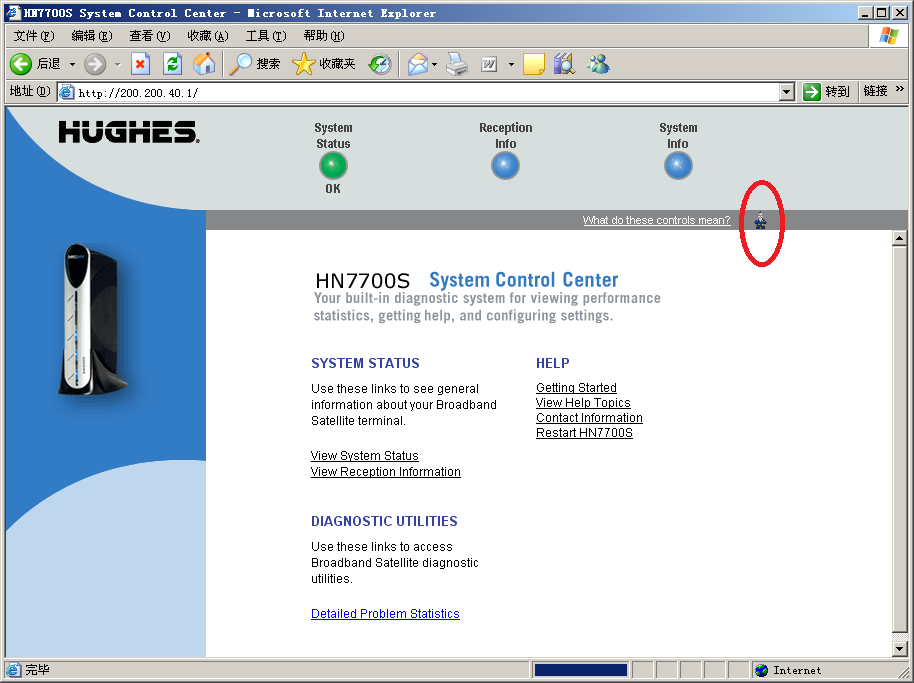 HN7700S System Control Center - Microsoft Internet Explorer
文件(F) 编辑(E) 查看(V) 收藏(A) 工具(T) 帮助(H)
后退 搜索 收藏夹
地址(D) http://200.200.40.1/ 转到 链接 »
HUGHES.
System Status
OK
Reception Info
System Info
What do these controls mean?
HN7700S System Control Center
Your built-in diagnostic system for viewing performance
statistics, getting help, and configuring settings.
SYSTEM STATUS
Use these links to see general
information about your Broadband
Satellite terminal.
View System Status
View Reception Information
HELP
Getting Started
View Help Topics
Contact Information
Restart HN7700S
DIAGNOSTIC UTILITIES
Use these links to access
Broadband Satellite diagnostic
utilities.
Detailed Problem Statistics
完毕 Internet